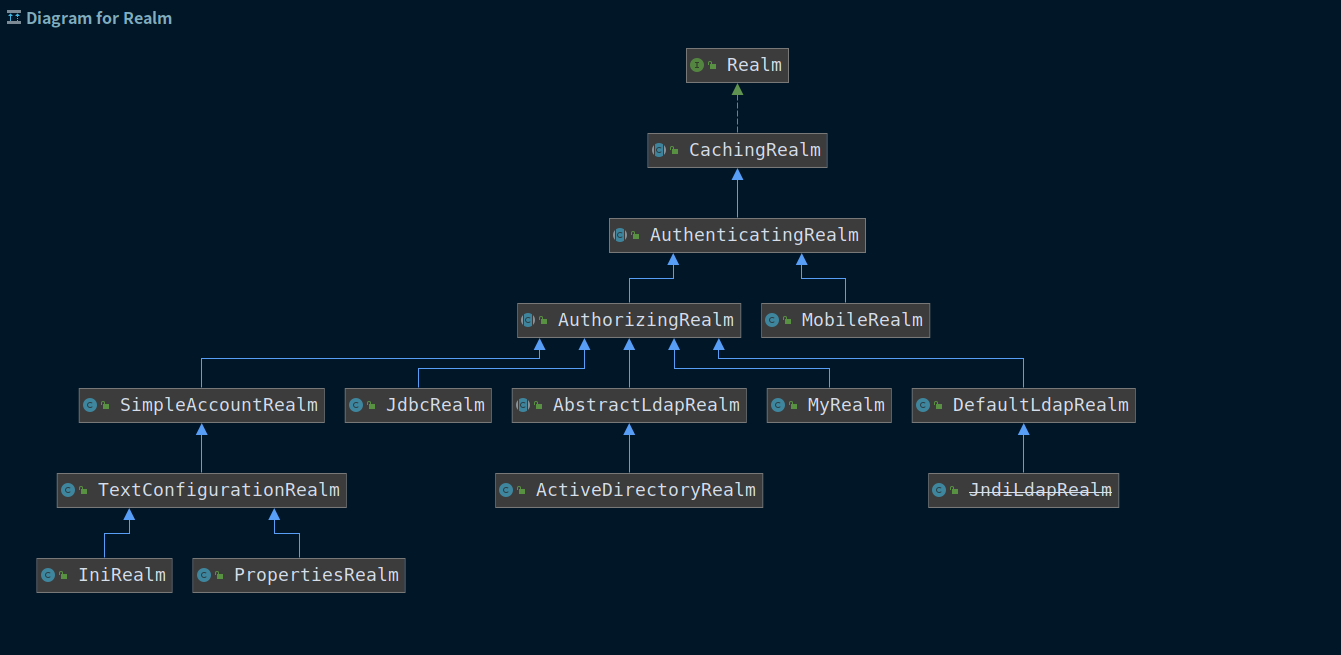 Diagram for Realm
Realm
CachingRealm
AuthenticatingRealm
AuthorizingRealm
MobileRealm
SimpleAccountRealm
JdbcRealm
AbstractLdapRealm
MyRealm
DefaultLdapRealm
TextConfigurationRealm
ActiveDirectoryRealm
JndiLdapRealm
IniRealm
PropertiesRealm